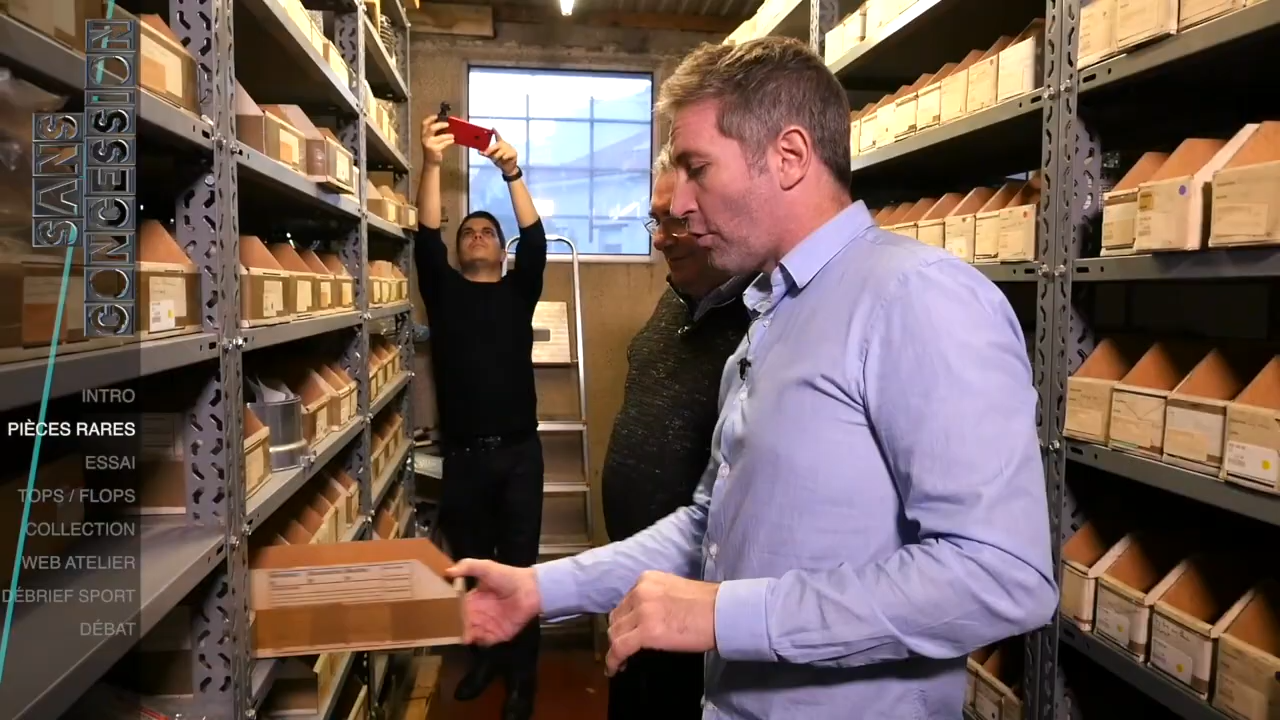 SANS
CONCESSION
INTRO
PIÈCES RARES
ESSAI
TOPS / FLOPS
COLLECTION
WEB ATELIER
DÉBRIEF SPORT
DÉBAT